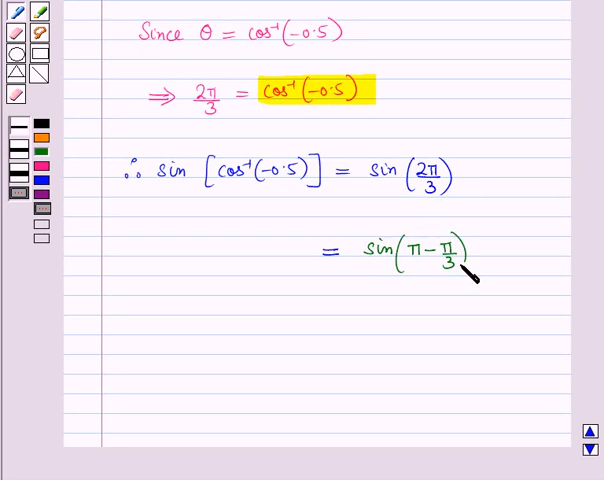 Since θ = cos⁻¹(-0.5)
⇒ 2π/3 = cos⁻¹(-0.5)
∴ sin [cos⁻¹(-0.5)] = sin(2π/3)
= sin(π - π/3)